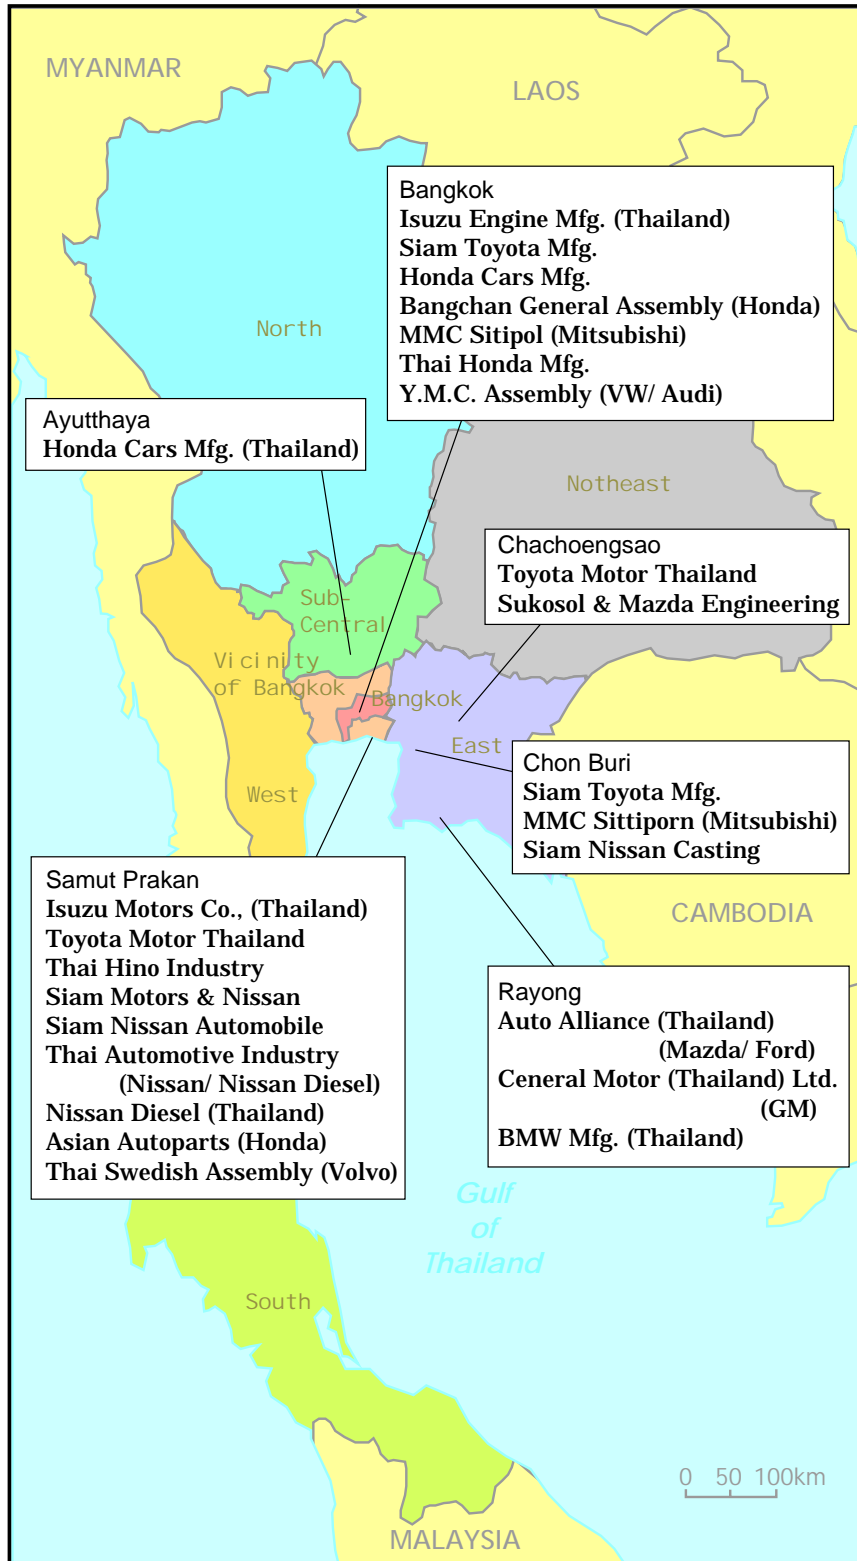 MYANMAR
LAOS
Bangkok
Isuzu Engine Mfg. (Thailand)
Siam Toyota Mfg.
Honda Cars Mfg.
Bangchan General Assembly (Honda)
MMC Sitipol (Mitsubishi)
Thai Honda Mfg.
Y.M.C. Assembly (VW/ Audi)
North
Ayutthaya
Honda Cars Mfg. (Thailand)
Notheast
Chachoengsao
Toyota Motor Thailand
Sukosol & Mazda Engineering
Sub-
Central
Vicinity
of Bangkok
Bangkok
East
West
Chon Buri
Siam Toyota Mfg.
MMC Sittiporn (Mitsubishi)
Siam Nissan Casting
Samut Prakan
Isuzu Motors Co., (Thailand)
Toyota Motor Thailand
Thai Hino Industry
Siam Motors & Nissan
Siam Nissan Automobile
Thai Automotive Industry
(Nissan/ Nissan Diesel)
Nissan Diesel (Thailand)
Asian Autoparts (Honda)
Thai Swedish Assembly (Volvo)
CAMBODIA
Rayong
Auto Alliance (Thailand)
(Mazda/ Ford)
Ceneral Motor (Thailand) Ltd.
(GM)
BMW Mfg. (Thailand)
Gulf
of
Thailand
South
0 50 100km
MALAYSIA